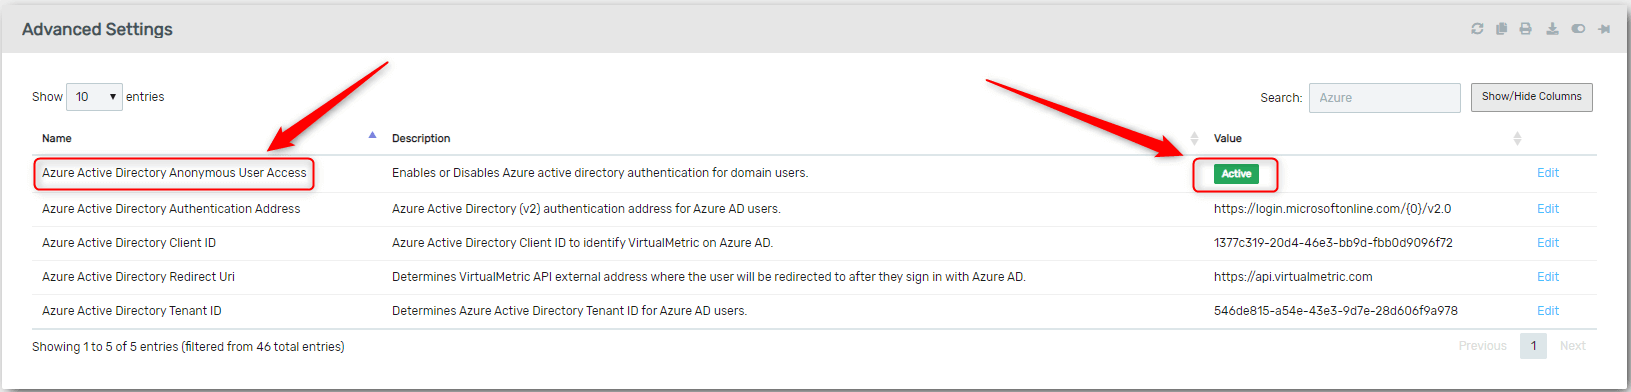 Advanced Settings
Show 10 entries
Search: Azure Show/Hide Columns
Name Description Value
Azure Active Directory Anonymous User Access Enables or Disables Azure active directory authentication for domain users. Active Edit
Azure Active Directory Authentication Address Azure Active Directory (v2) authentication address for Azure AD users. https://login.microsoftonline.com/{0}/v2.0 Edit
Azure Active Directory Client ID Azure Active Directory Client ID to identify VirtualMetric on Azure AD. 1377c319-20d4-46e3-bb9d-fbb0d9096f72 Edit
Azure Active Directory Redirect Uri Determines VirtualMetric API external address where the user will be redirected to after they sign in with Azure AD. https://api.virtualmetric.com Edit
Azure Active Directory Tenant ID Determines Azure Active Directory Tenant ID for Azure AD users. 546de815-a54e-43e3-9d7e-28d606f9a978 Edit
Showing 1 to 5 of 5 entries (filtered from 46 total entries)
Previous 1 Next